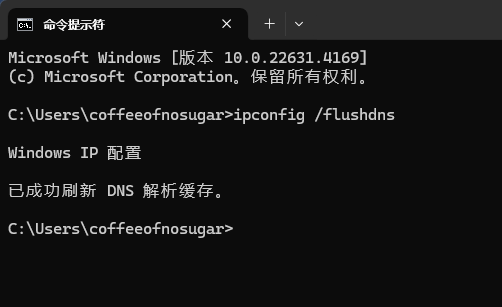 命令提示符
Microsoft Windows [版本 10.0.22631.4169]
(c) Microsoft Corporation。保留所有权利。
C:\Users\coffeeofnosugar>ipconfig /flushdns
Windows IP 配置
已成功刷新 DNS 解析缓存。
C:\Users\coffeeofnosugar>